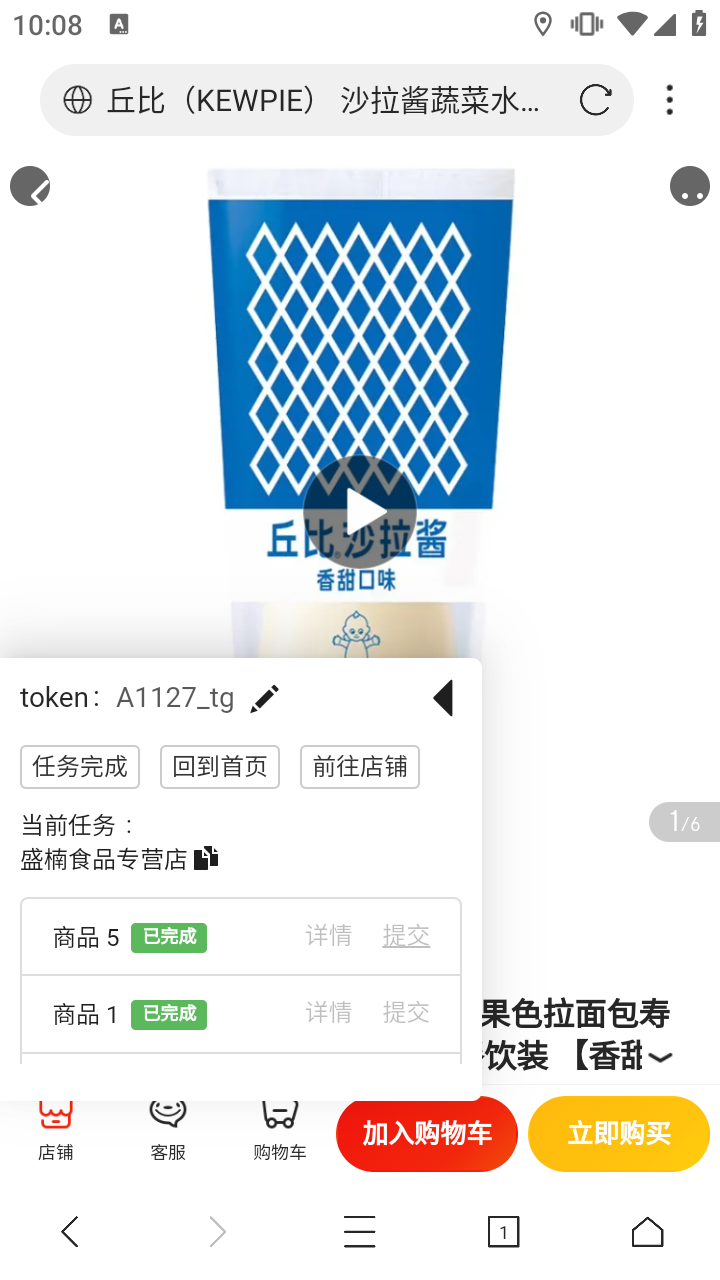 10:08
A
丘比（KEWPIE） 沙拉酱蔬菜水...
丘比 沙拉酱
香甜口味
token： A1127_tg
任务完成 回到首页 前往店铺
当前任务 ：
盛楠食品专营店
1/6
商品 5 已完成 详情 提交
商品 1 已完成 详情 提交
果色拉面包寿
饮装 【香甜
店铺 客服 购物车 加入购物车 立即购买
1